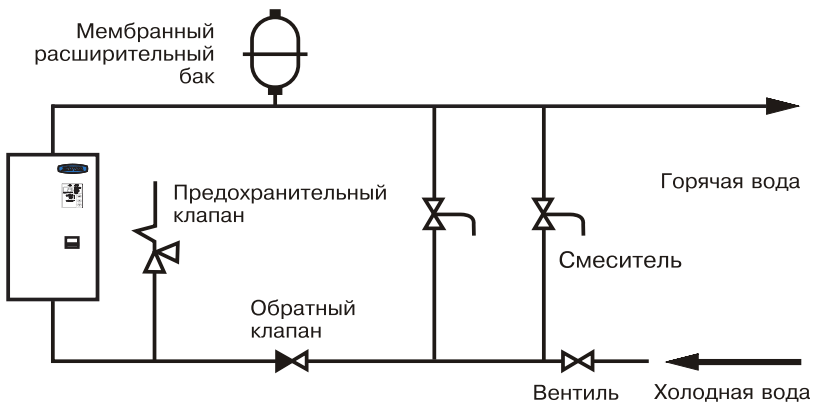 Мембранный
расширительный
бак
Предохранительный
клапан
Горячая вода
Смеситель
Обратный
клапан
Вентиль
Холодная вода